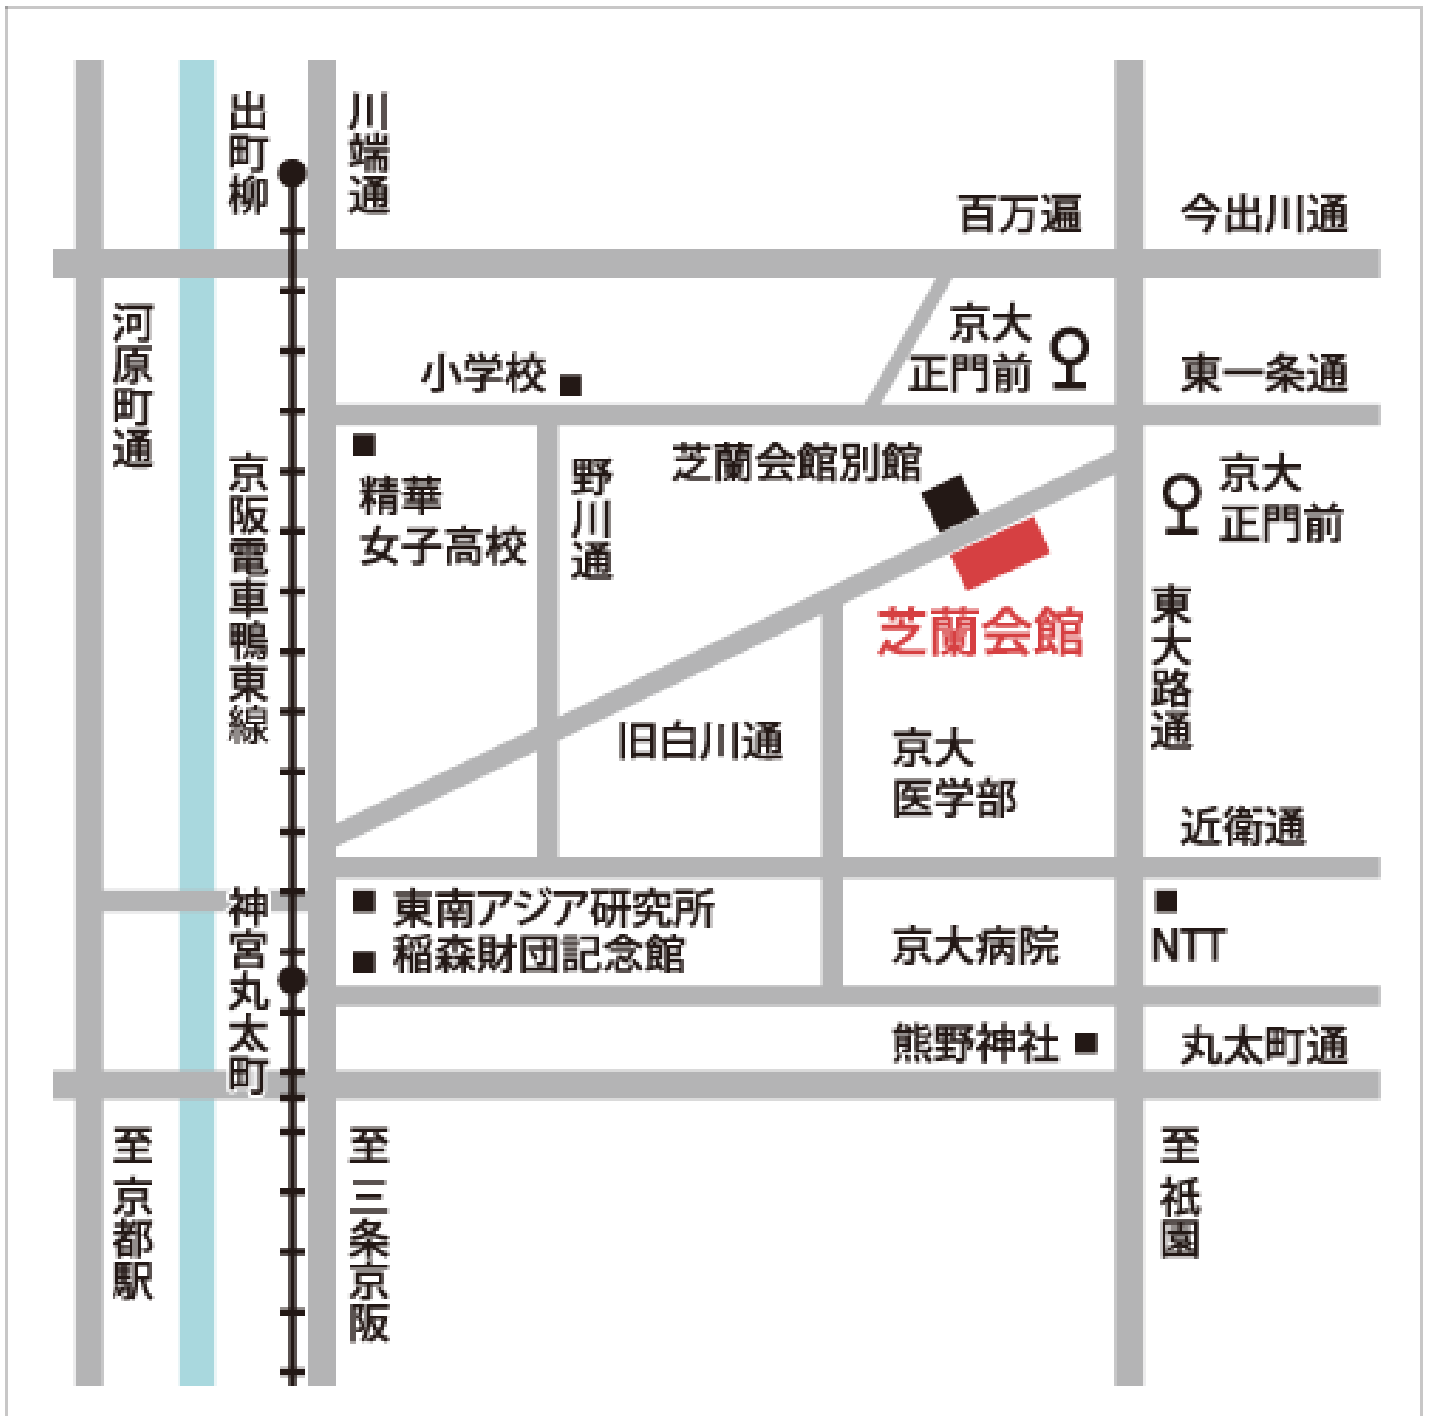 出町柳
川端通
百万遍
今出川通
河原町通
小学校
京大
正門前
東一条通
京阪電車鴨東線
精華
女子高校
野川通
芝蘭会館別館
京大
正門前
芝蘭会館
東大路通
旧白川通
京大
医学部
近衛通
神宮丸太町
東南アジア研究所
稲森財団記念館
京大病院
NTT
熊野神社
丸太町通
至 京都駅
至 三条京阪
至 祇園